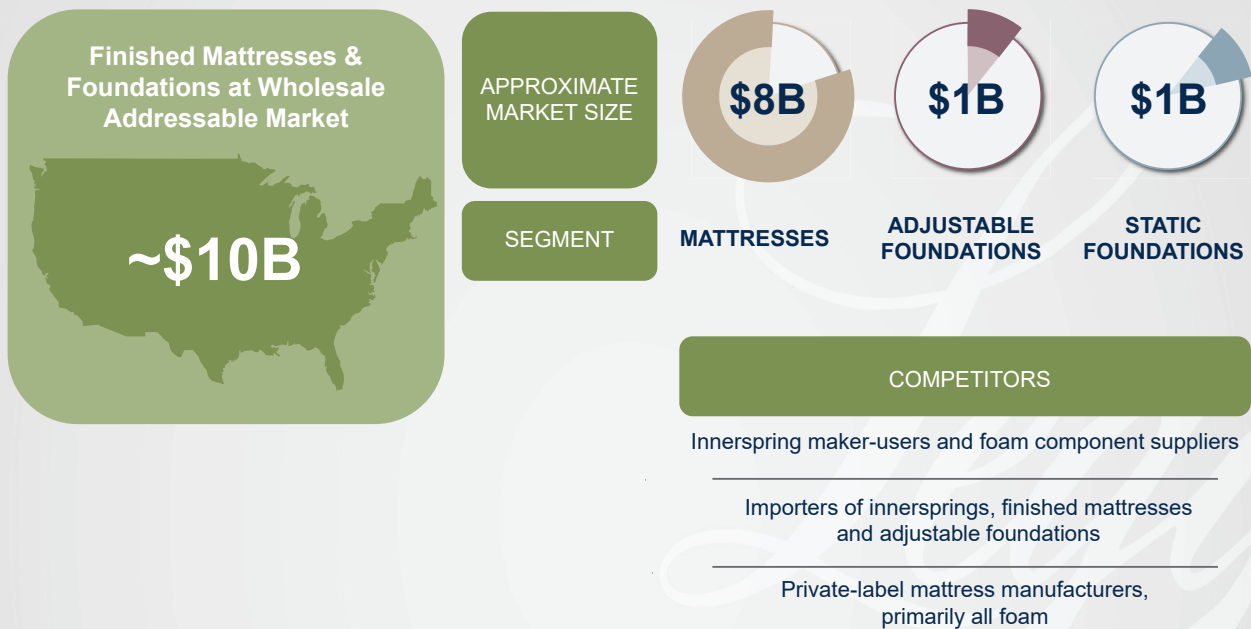 Finished Mattresses &
Foundations at Wholesale
Addressable Market
~$10B
APPROXIMATE
MARKET SIZE
$8B
$1B
$1B
SEGMENT
MATTRESSES
ADJUSTABLE
FOUNDATIONS
STATIC
FOUNDATIONS
COMPETITORS
Innerspring maker-users and foam component suppliers
Importers of innersprings, finished mattresses
and adjustable foundations
Private-label mattress manufacturers,
primarily all foam